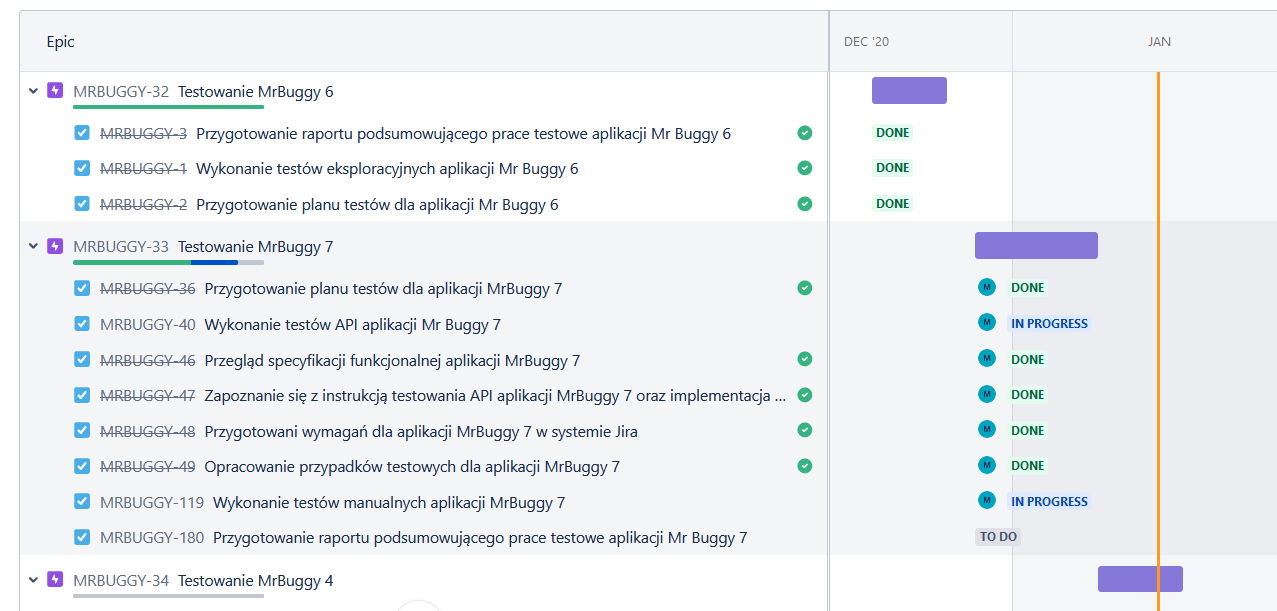 Epic DEC '20 JAN
MRBUGGY-32 Testowanie MrBuggy 6
MRBUGGY-3 Przygotowanie raportu podsumowującego prace testowe aplikacji Mr Buggy 6 DONE
MRBUGGY-1 Wykonanie testów eksploracyjnych aplikacji Mr Buggy 6 DONE
MRBUGGY-2 Przygotowanie planu testów dla aplikacji Mr Buggy 6 DONE
MRBUGGY-33 Testowanie MrBuggy 7
MRBUGGY-36 Przygotowanie planu testów dla aplikacji MrBuggy 7 M DONE
MRBUGGY-40 Wykonanie testów API aplikacji Mr Buggy 7 M IN PROGRESS
MRBUGGY-46 Przegląd specyfikacji funkcjonalnej aplikacji MrBuggy 7 M DONE
MRBUGGY-47 Zapoznanie się z instrukcją testowania API aplikacji MrBuggy 7 oraz implementacja ... M DONE
MRBUGGY-48 Przygotowani wymagań dla aplikacji MrBuggy 7 w systemie Jira M DONE
MRBUGGY-49 Opracowanie przypadków testowych dla aplikacji MrBuggy 7 M DONE
MRBUGGY-119 Wykonanie testów manualnych aplikacji MrBuggy 7 M IN PROGRESS
MRBUGGY-180 Przygotowanie raportu podsumowującego prace testowe aplikacji Mr Buggy 7 TO DO
MRBUGGY-34 Testowanie MrBuggy 4